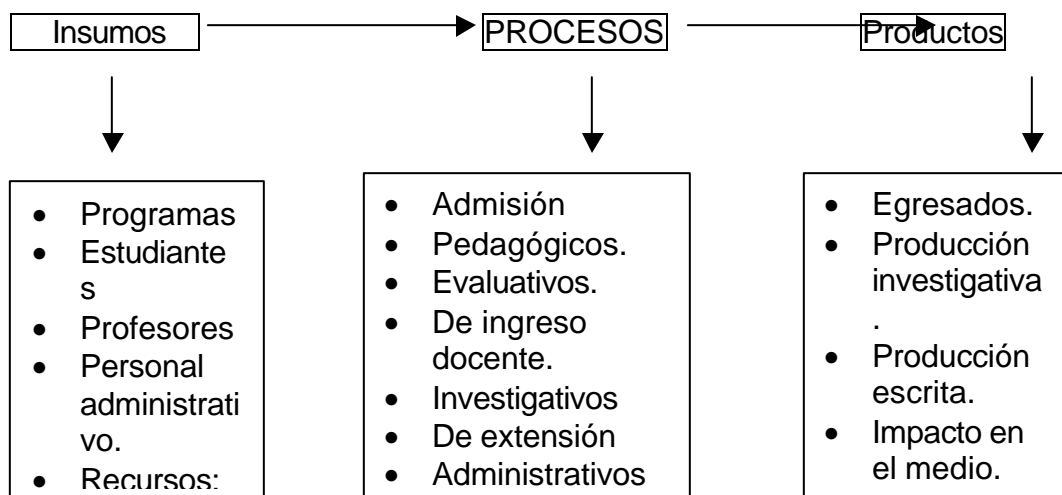 Insumos
PROCESOS
Productos
• Programas
• Estudiante
s
• Profesores
• Personal
administrati
vo.
• Recursos:
• Admisión
• Pedagógicos.
• Evaluativos.
• De ingreso
docente.
• Investigativos
• De extensión
• Administrativos
• Egresados.
• Producción
investigativa
.
• Producción
escrita.
• Impacto en
el medio.